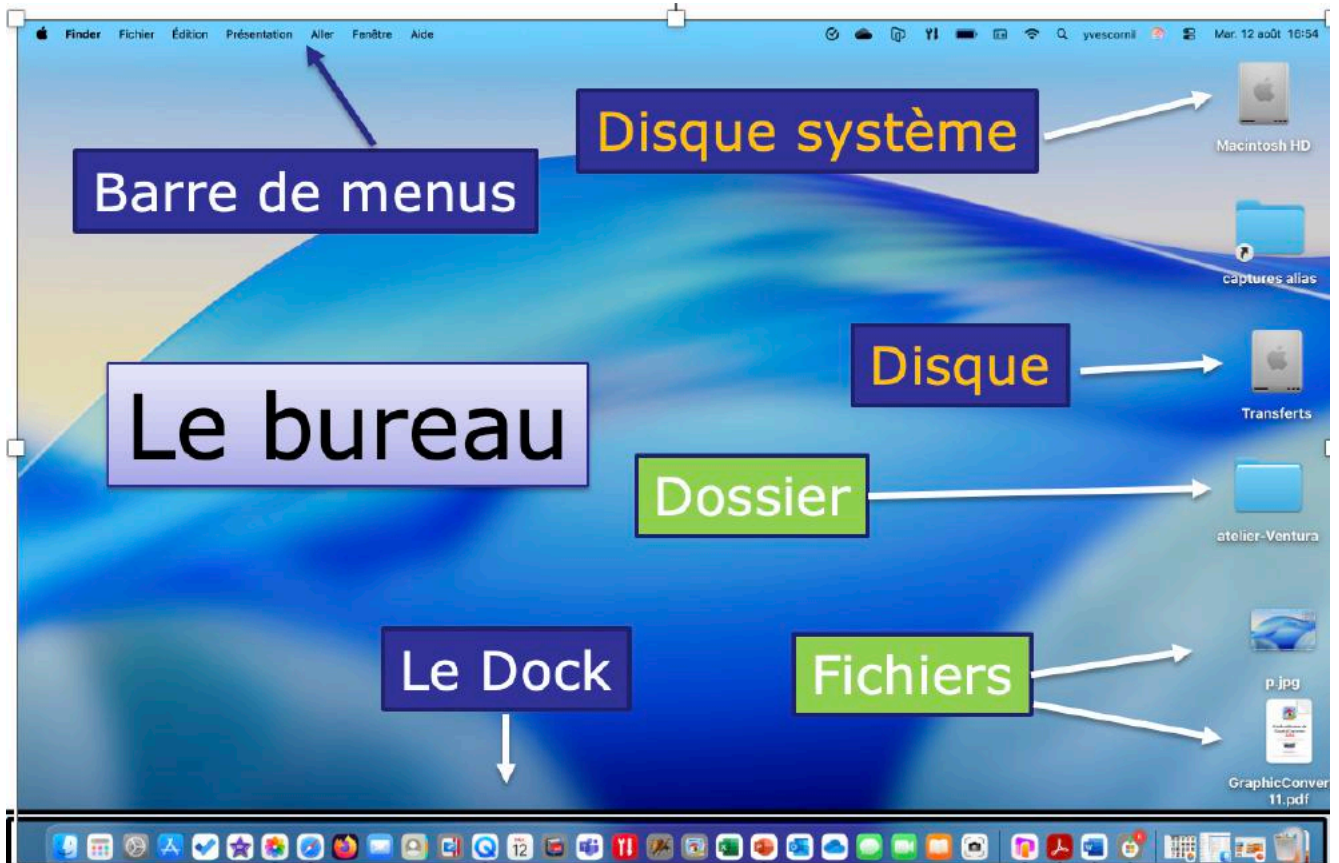 Finder Fichier Édition Présentation Aller Fenêtre Aide yvescornil Mar. 12 août 16:54
Disque système
Macintosh HD
Barre de menus
captures alias
Disque
Transferts
Le bureau
Dossier
atelier-Ventura
Le Dock
Fichiers
p.jpg
GraphicConver
11.pdf
12